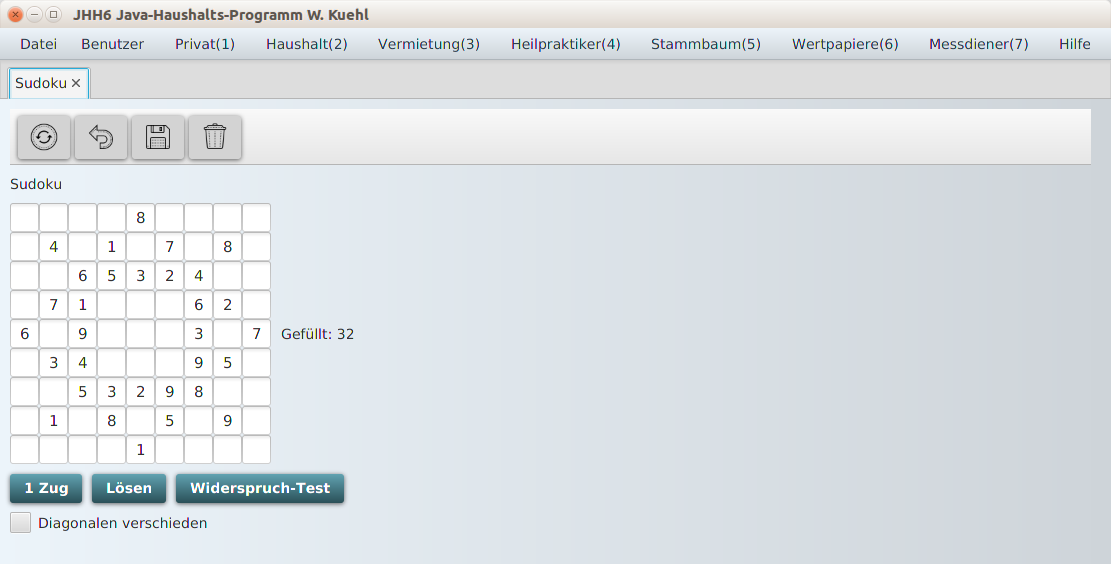 JHH6 Java-Haushalts-Programm W. Kuehl
Datei Benutzer Privat(1) Haushalt(2) Vermietung(3) Heilpraktiker(4) Stammbaum(5) Wertpapiere(6) Messdiener(7) Hilfe
Sudoku
Sudoku
8
4 1 7 8
6 5 3 2 4
7 1 6 2
6 9 3 7 Gefüllt: 32
3 4 9 5
5 3 2 9 8
1 8 5 9
1
1 Zug Lösen Widerspruch-Test
Diagonalen verschieden